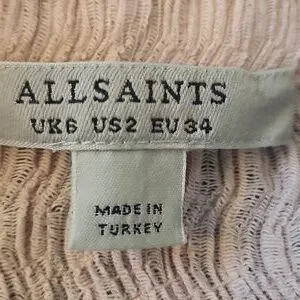 ALLSAINTS
UK6 US2 EU34
MADE IN
TURKEY